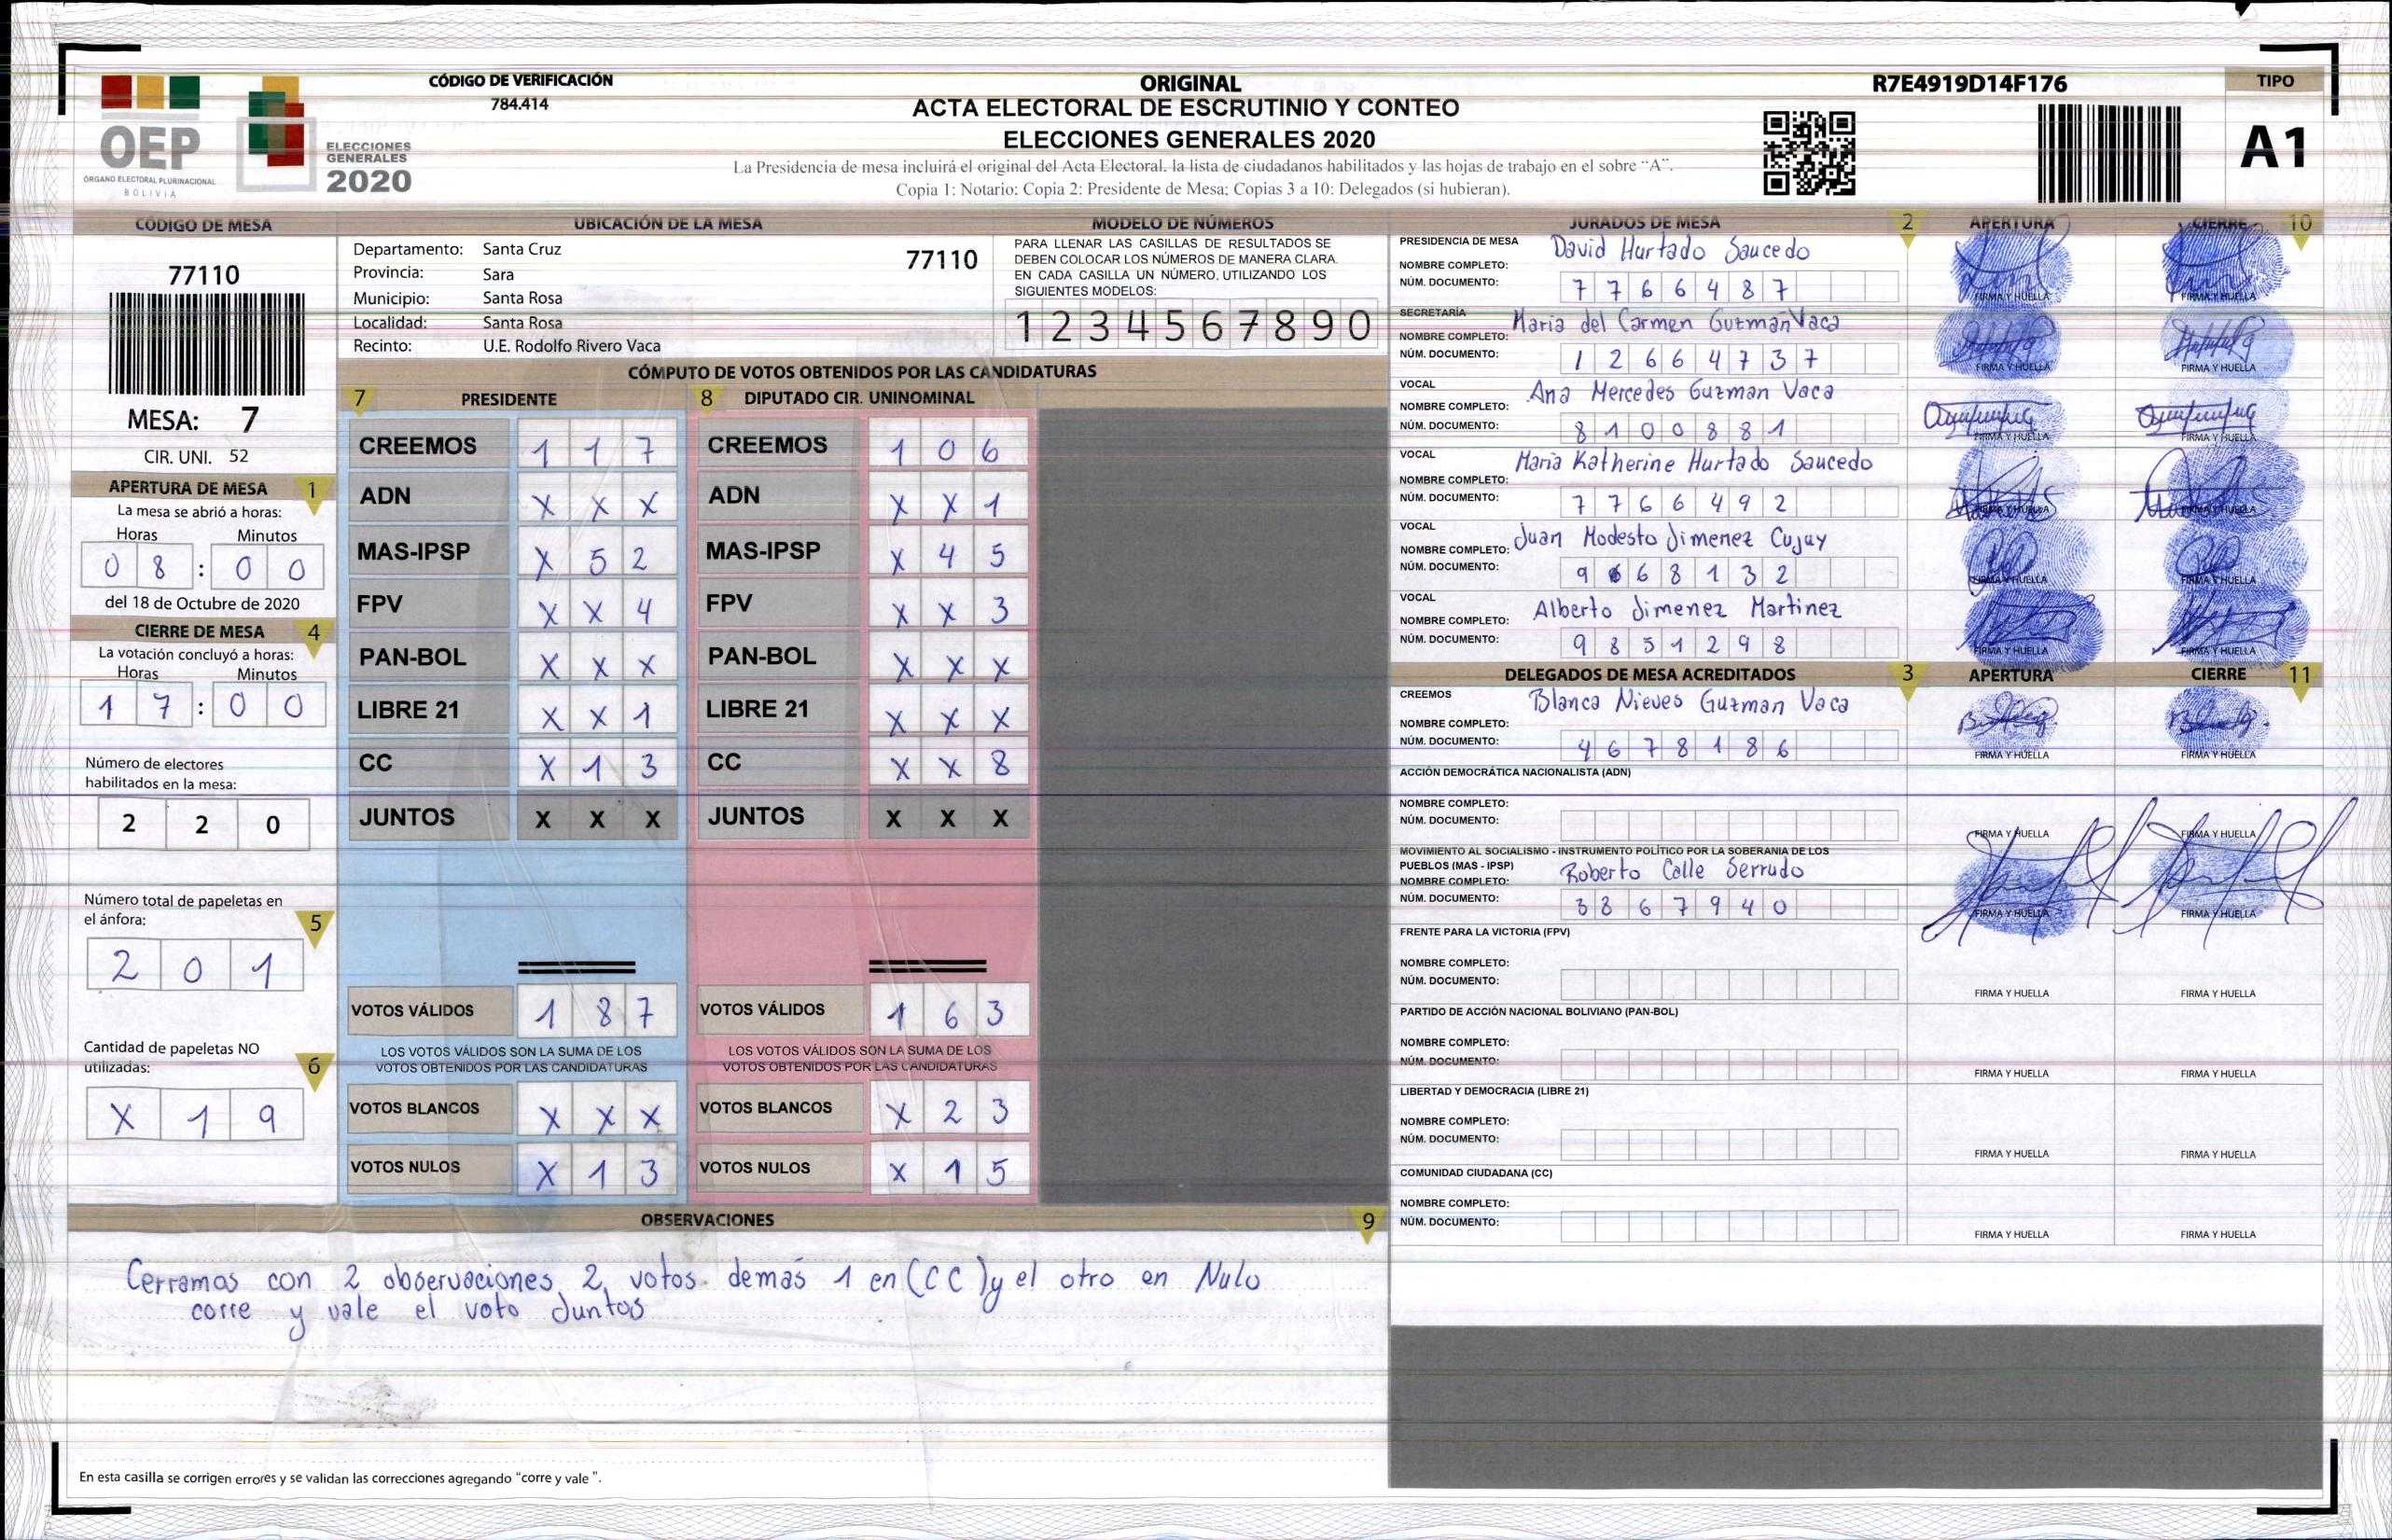 CÓDIGO DE VERIFICACIÓN
784.414
ORIGINAL
ACTA ELECTORAL DE ESCRUTINIO Y CONTEO
ELECCIONES GENERALES 2020
La Presidencia de mesa incluirá el original del Acta Electoral, la lista de ciudadanos habilitados y las hojas de trabajo en el sobre "A".
Copia 1: Notario; Copia 2: Presidente de Mesa; Copias 3 a 10: Delegados (si hubieran).
R7E4919D14F176
TIPO
A1
OEP
ÓRGANO ELECTORAL PLURINACIONAL
BOLIVIA
ELECCIONES
GENERALES
2020
CÓDIGO DE MESA
77110
MESA: 7
CIR. UNI. 52
APERTURA DE MESA 1
La mesa se abrió a horas:
Horas Minutos
0 8 : 0 0
del 18 de Octubre de 2020
CIERRE DE MESA 4
La votación concluyó a horas:
Horas Minutos
1 7 : 0 0
Número de electores
habilitados en la mesa:
2 2 0
Número total de papeletas en
el ánfora: 5
2 0 1
Cantidad de papeletas NO
utilizadas: 6
X 1 9
UBICACIÓN DE LA MESA
Departamento: Santa Cruz
77110
Provincia: Sara
Municipio: Santa Rosa
Localidad: Santa Rosa
Recinto: U.E. Rodolfo Rivero Vaca
MODELO DE NÚMEROS
PARA LLENAR LAS CASILLAS DE RESULTADOS SE
DEBEN COLOCAR LOS NÚMEROS DE MANERA CLARA.
EN CADA CASILLA UN NÚMERO, UTILIZANDO LOS
SIGUIENTES MODELOS:
1 2 3 4 5 6 7 8 9 0
CÓMPUTO DE VOTOS OBTENIDOS POR LAS CANDIDATURAS
7 PRESIDENTE
CREEMOS 1 1 7
ADN X X X
MAS-IPSP X 5 2
FPV X X 4
PAN-BOL X X X
LIBRE 21 X X 1
CC X 1 3
JUNTOS X X X
VOTOS VÁLIDOS 1 8 7
LOS VOTOS VÁLIDOS SON LA SUMA DE LOS
VOTOS OBTENIDOS POR LAS CANDIDATURAS
VOTOS BLANCOS X X X
VOTOS NULOS X 1 3
8 DIPUTADO CIR. UNINOMINAL
CREEMOS 1 0 6
ADN X X 1
MAS-IPSP X 4 5
FPV X X 3
PAN-BOL X X X
LIBRE 21 X X X
CC X X 8
JUNTOS X X X
VOTOS VÁLIDOS 1 6 3
LOS VOTOS VÁLIDOS SON LA SUMA DE LOS
VOTOS OBTENIDOS POR LAS CANDIDATURAS
VOTOS BLANCOS X 2 3
VOTOS NULOS X 1 5
OBSERVACIONES 9
Cerramos con 2 observaciones 2 votos demás 1 en (CC) y el otro en Nulo
corre y vale el voto Juntos
En esta casilla se corrigen errores y se validan las correcciones agregando "corre y vale ".
JURADOS DE MESA 2 APERTURA CIERRE 10
PRESIDENCIA DE MESA
NOMBRE COMPLETO: David Hurtado Saucedo
NÚM. DOCUMENTO: 7 7 6 6 4 8 7
FIRMA Y HUELLA FIRMA Y HUELLA
SECRETARÍA
NOMBRE COMPLETO: Maria del Carmen Gutman Vaca
NÚM. DOCUMENTO: 1 2 6 6 4 7 3 7
FIRMA Y HUELLA FIRMA Y HUELLA
VOCAL
NOMBRE COMPLETO: Ana Mercedes Guzman Vaca
NÚM. DOCUMENTO: 8 1 0 0 8 8 1
FIRMA Y HUELLA FIRMA Y HUELLA
VOCAL
NOMBRE COMPLETO: Maria Katherine Hurtado Saucedo
NÚM. DOCUMENTO: 7 7 6 6 4 9 2
FIRMA Y HUELLA FIRMA Y HUELLA
VOCAL
NOMBRE COMPLETO: Juan Modesto Jimenez Cujuy
NÚM. DOCUMENTO: 9 6 6 8 1 3 2
FIRMA Y HUELLA FIRMA Y HUELLA
VOCAL
NOMBRE COMPLETO: Alberto Jimenez Martinez
NÚM. DOCUMENTO: 9 8 5 1 2 9 8
FIRMA Y HUELLA FIRMA Y HUELLA
DELEGADOS DE MESA ACREDITADOS 3 APERTURA CIERRE 11
CREEMOS
NOMBRE COMPLETO: Blanca Nieves Guzman Vaca
NÚM. DOCUMENTO: 4 6 7 8 1 8 6
FIRMA Y HUELLA FIRMA Y HUELLA
ACCIÓN DEMOCRÁTICA NACIONALISTA (ADN)
NOMBRE COMPLETO:
NÚM. DOCUMENTO:
FIRMA Y HUELLA FIRMA Y HUELLA
MOVIMIENTO AL SOCIALISMO - INSTRUMENTO POLÍTICO POR LA SOBERANIA DE LOS
PUEBLOS (MAS - IPSP)
NOMBRE COMPLETO: Roberto Calle Serrudo
NÚM. DOCUMENTO: 3 8 6 7 9 4 0
FIRMA Y HUELLA FIRMA Y HUELLA
FRENTE PARA LA VICTORIA (FPV)
NOMBRE COMPLETO:
NÚM. DOCUMENTO:
FIRMA Y HUELLA FIRMA Y HUELLA
PARTIDO DE ACCIÓN NACIONAL BOLIVIANO (PAN-BOL)
NOMBRE COMPLETO:
NÚM. DOCUMENTO:
FIRMA Y HUELLA FIRMA Y HUELLA
LIBERTAD Y DEMOCRACIA (LIBRE 21)
NOMBRE COMPLETO:
NÚM. DOCUMENTO:
FIRMA Y HUELLA FIRMA Y HUELLA
COMUNIDAD CIUDADANA (CC)
NOMBRE COMPLETO:
NÚM. DOCUMENTO:
FIRMA Y HUELLA FIRMA Y HUELLA